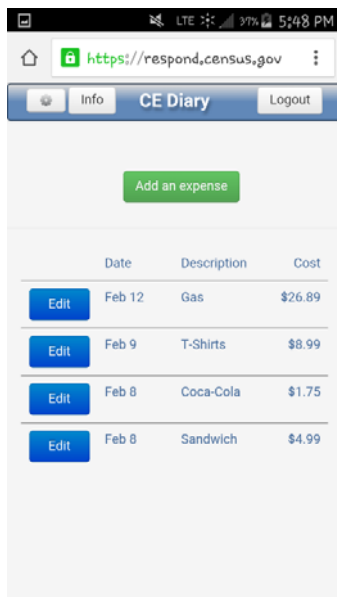 LTE 37% 5:48 PM
https://respond.census.gov
Info CE Diary Logout
Add an expense
Date Description Cost
Edit Feb 12 Gas $26.89
Edit Feb 9 T-Shirts $8.99
Edit Feb 8 Coca-Cola $1.75
Edit Feb 8 Sandwich $4.99